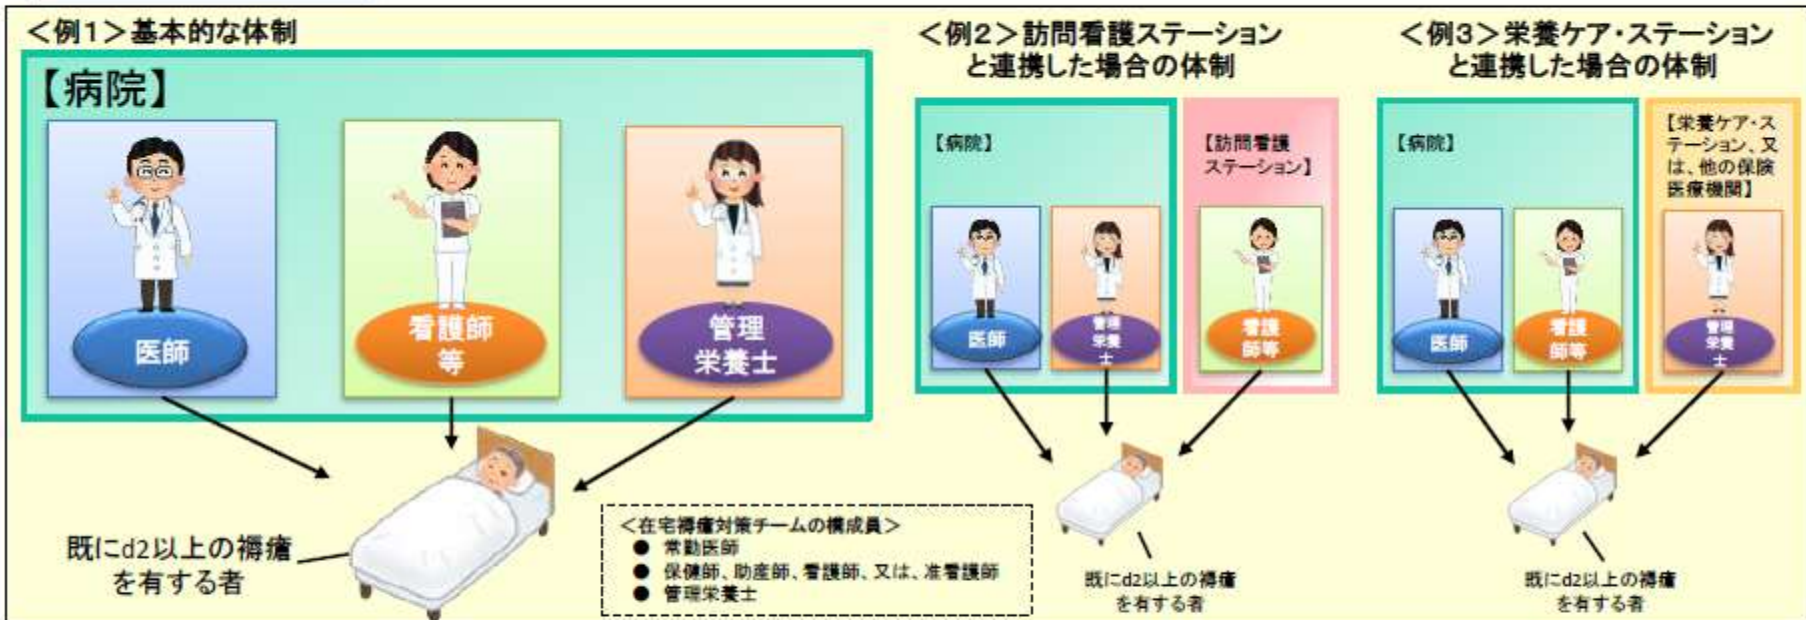 ＜例1＞基本的な体制
【病院】
医師
看護師
等
管理
栄養士
既にd2以上の褥瘡
を有する者
＜在宅褥瘡対策チームの構成員＞
● 常勤医師
● 保健師、助産師、看護師、又は、准看護師
● 管理栄養士
＜例2＞訪問看護ステーション
と連携した場合の体制
【病院】
【訪問看護
ステーション】
医師
管理
栄養
士
看護
師等
既にd2以上の褥瘡
を有する者
＜例3＞栄養ケア・ステーション
と連携した場合の体制
【病院】
【栄養ケア・ス
テーション、又
は、他の保険
医療機関】
医師
看護
師等
管理
栄養
士
既にd2以上の褥瘡
を有する者